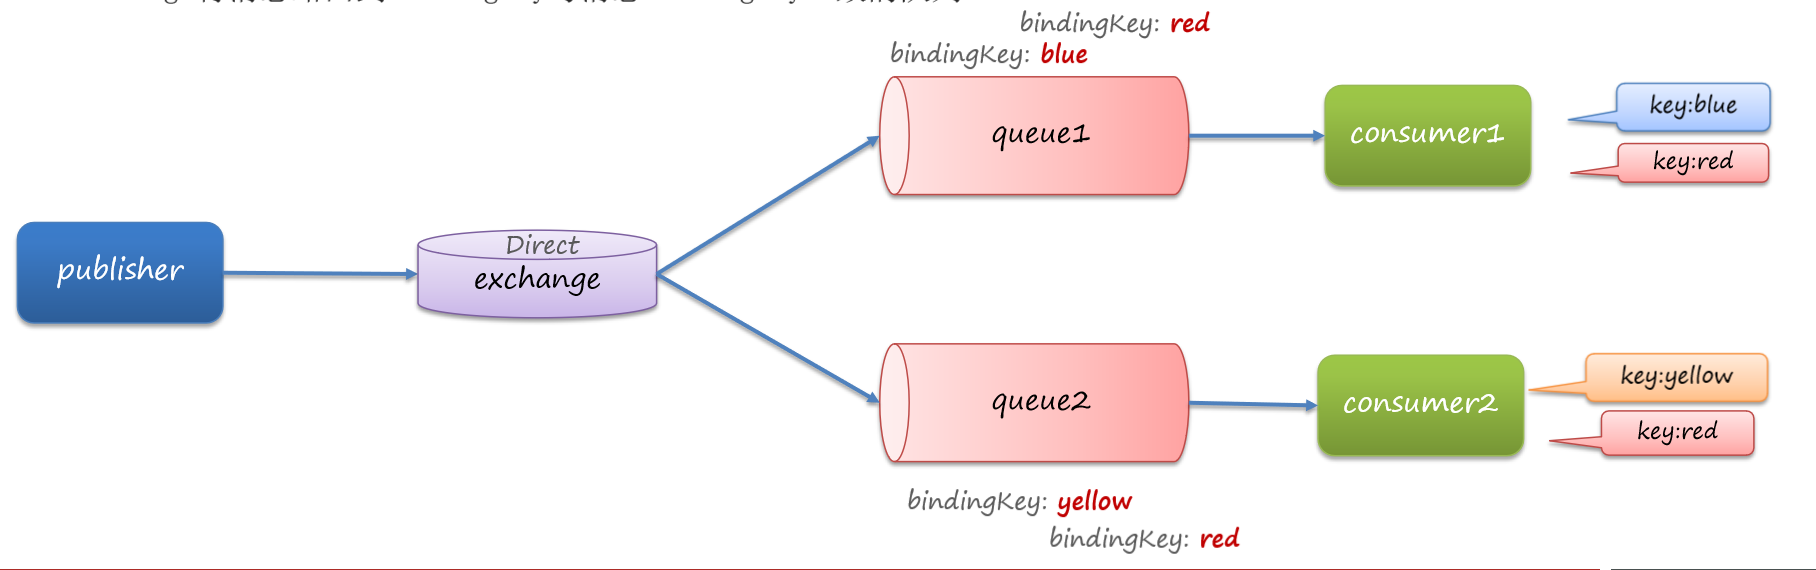 bindingKey: red
bindingKey: blue
queue1
consumer1
key:blue
key:red
publisher
Direct
exchange
queue2
consumer2
key:yellow
key:red
bindingKey: yellow
bindingKey: red